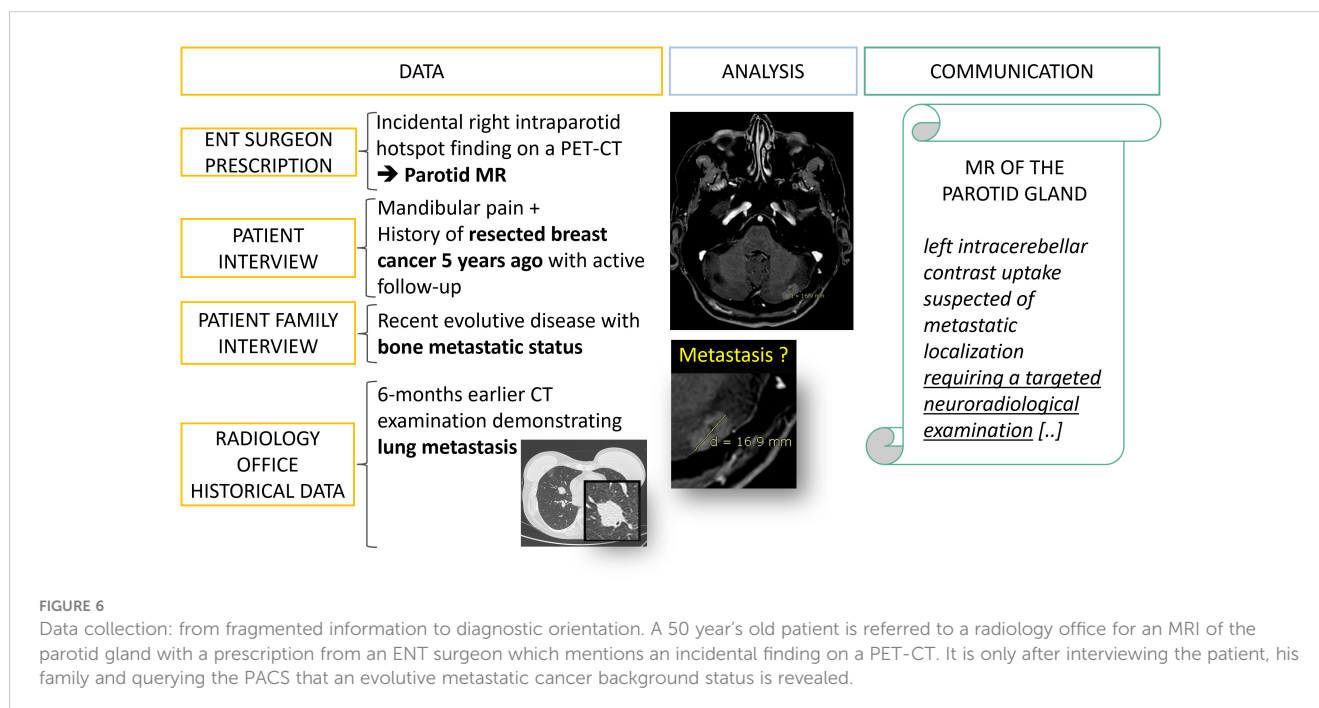 DATA
ANALYSIS
COMMUNICATION
ENT SURGEON
PRESCRIPTION
Incidental right intraparotid
hotspot finding on a PET-CT
➔ Parotid MR
PATIENT
INTERVIEW
Mandibular pain +
History of resected breast
cancer 5 years ago with active
follow-up
PATIENT FAMILY
INTERVIEW
Recent evolutive disease with
bone metastatic status
RADIOLOGY
OFFICE
HISTORICAL DATA
6-months earlier CT
examination demonstrating
lung metastasis
d = 16.9 mm
Metastasis ?
d = 16.9 mm
MR OF THE
PAROTID GLAND
left intracerebellar
contrast uptake
suspected of
metastatic
localization
requiring a targeted
neuroradiological
examination [..]
FIGURE 6
Data collection: from fragmented information to diagnostic orientation. A 50 year's old patient is referred to a radiology office for an MRI of the
parotid gland with a prescription from an ENT surgeon which mentions an incidental finding on a PET-CT. It is only after interviewing the patient, his
family and querying the PACS that an evolutive metastatic cancer background status is revealed.